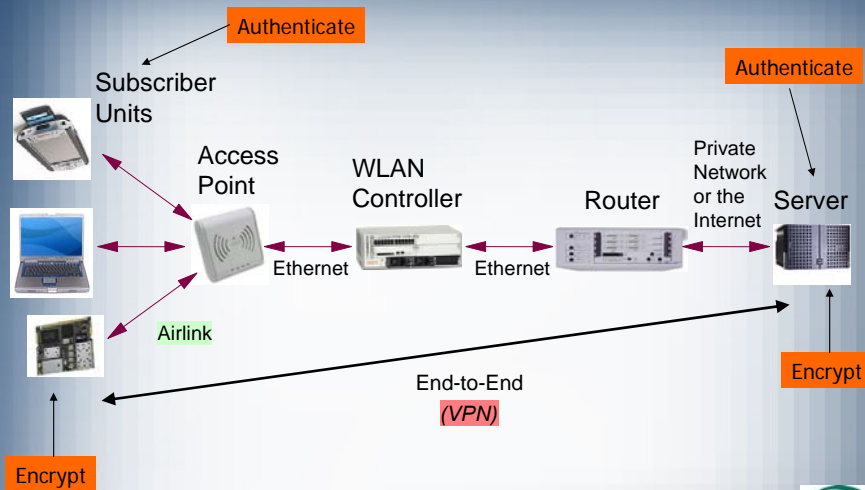 Authenticate
Authenticate
Subscriber
Units
Access
Point
WLAN
Controller
Router
Private
Network
or the
Internet
Server
Ethernet
Ethernet
Airlink
End-to-End
(VPN)
Encrypt
Encrypt